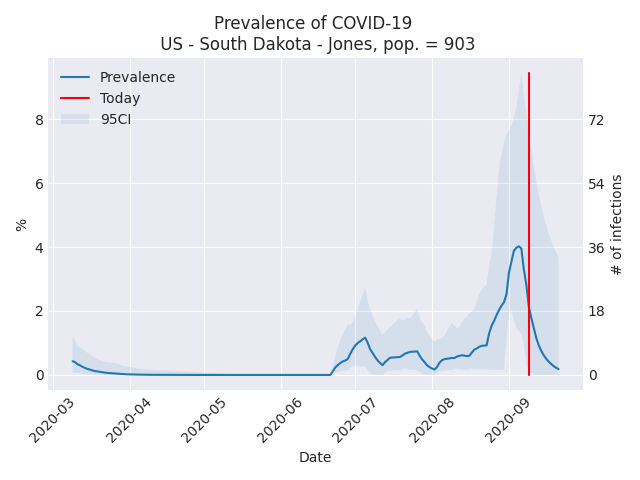 Prevalence of COVID-19
US - South Dakota - Jones, pop. = 903
Prevalence
Today
95CI
%
8
6
4
2
0
72
54
36
18
0
# of infections
2020-03
2020-04
2020-05
2020-06
2020-07
2020-08
2020-09
Date